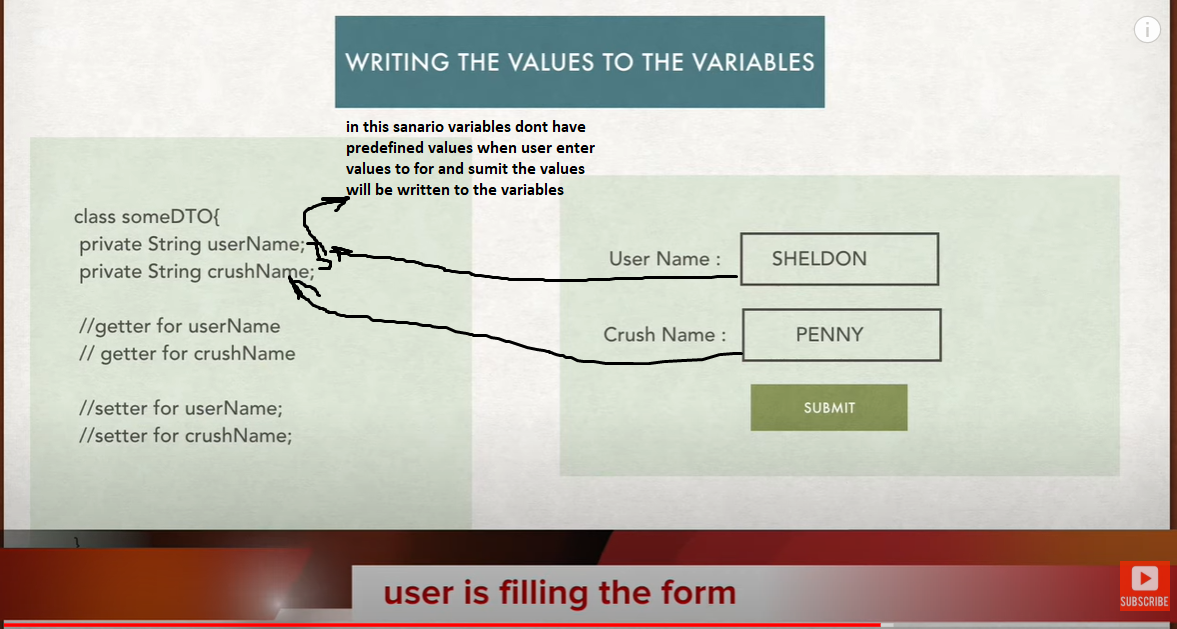 WRITING THE VALUES TO THE VARIABLES
in this sanario variables dont have
predefined values when user enter
values to for and sumit the values
will be written to the variables
class someDTO{
private String userName;
private String crushName;
//getter for userName
// getter for crushName
//setter for userName;
//setter for crushName;
}
User Name :
SHELDON
Crush Name :
PENNY
SUBMIT
user is filling the form
SUBSCRIBE
i